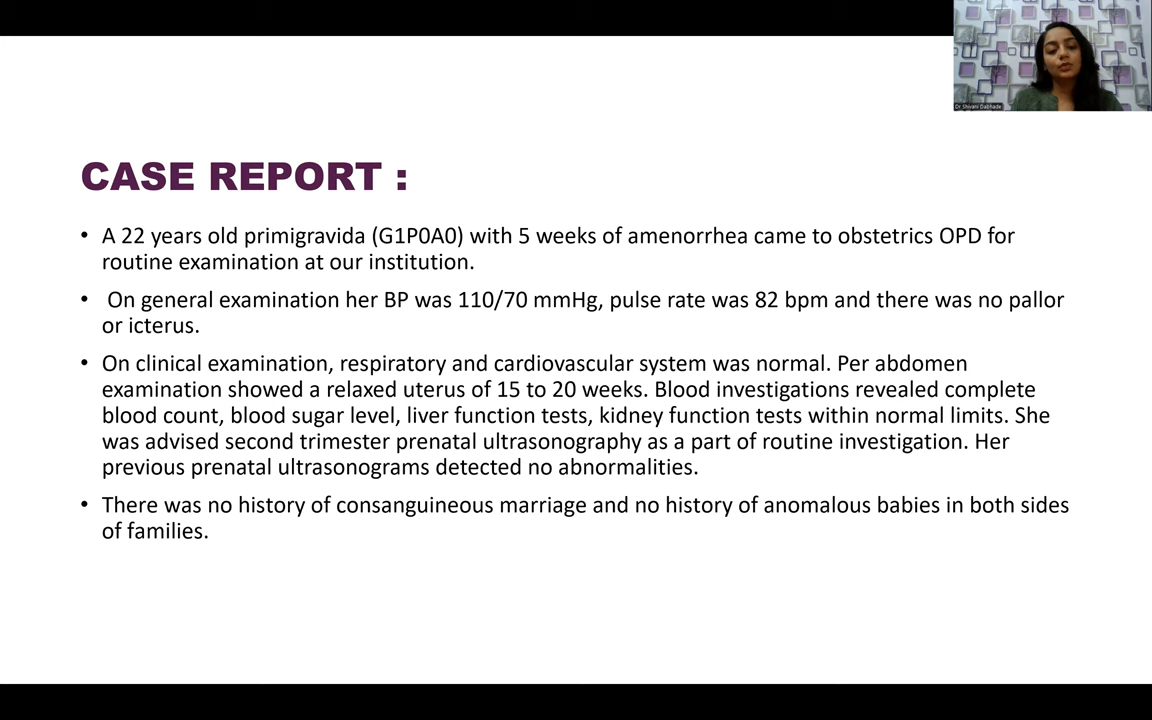 Dr Shivani Dabhade
CASE REPORT :
• A 22 years old primigravida (G1P0A0) with 5 weeks of amenorrhea came to obstetrics OPD for
routine examination at our institution.
• On general examination her BP was 110/70 mmHg, pulse rate was 82 bpm and there was no pallor
or icterus.
• On clinical examination, respiratory and cardiovascular system was normal. Per abdomen
examination showed a relaxed uterus of 15 to 20 weeks. Blood investigations revealed complete
blood count, blood sugar level, liver function tests, kidney function tests within normal limits. She
was advised second trimester prenatal ultrasonography as a part of routine investigation. Her
previous prenatal ultrasonograms detected no abnormalities.
• There was no history of consanguineous marriage and no history of anomalous babies in both sides
of families.